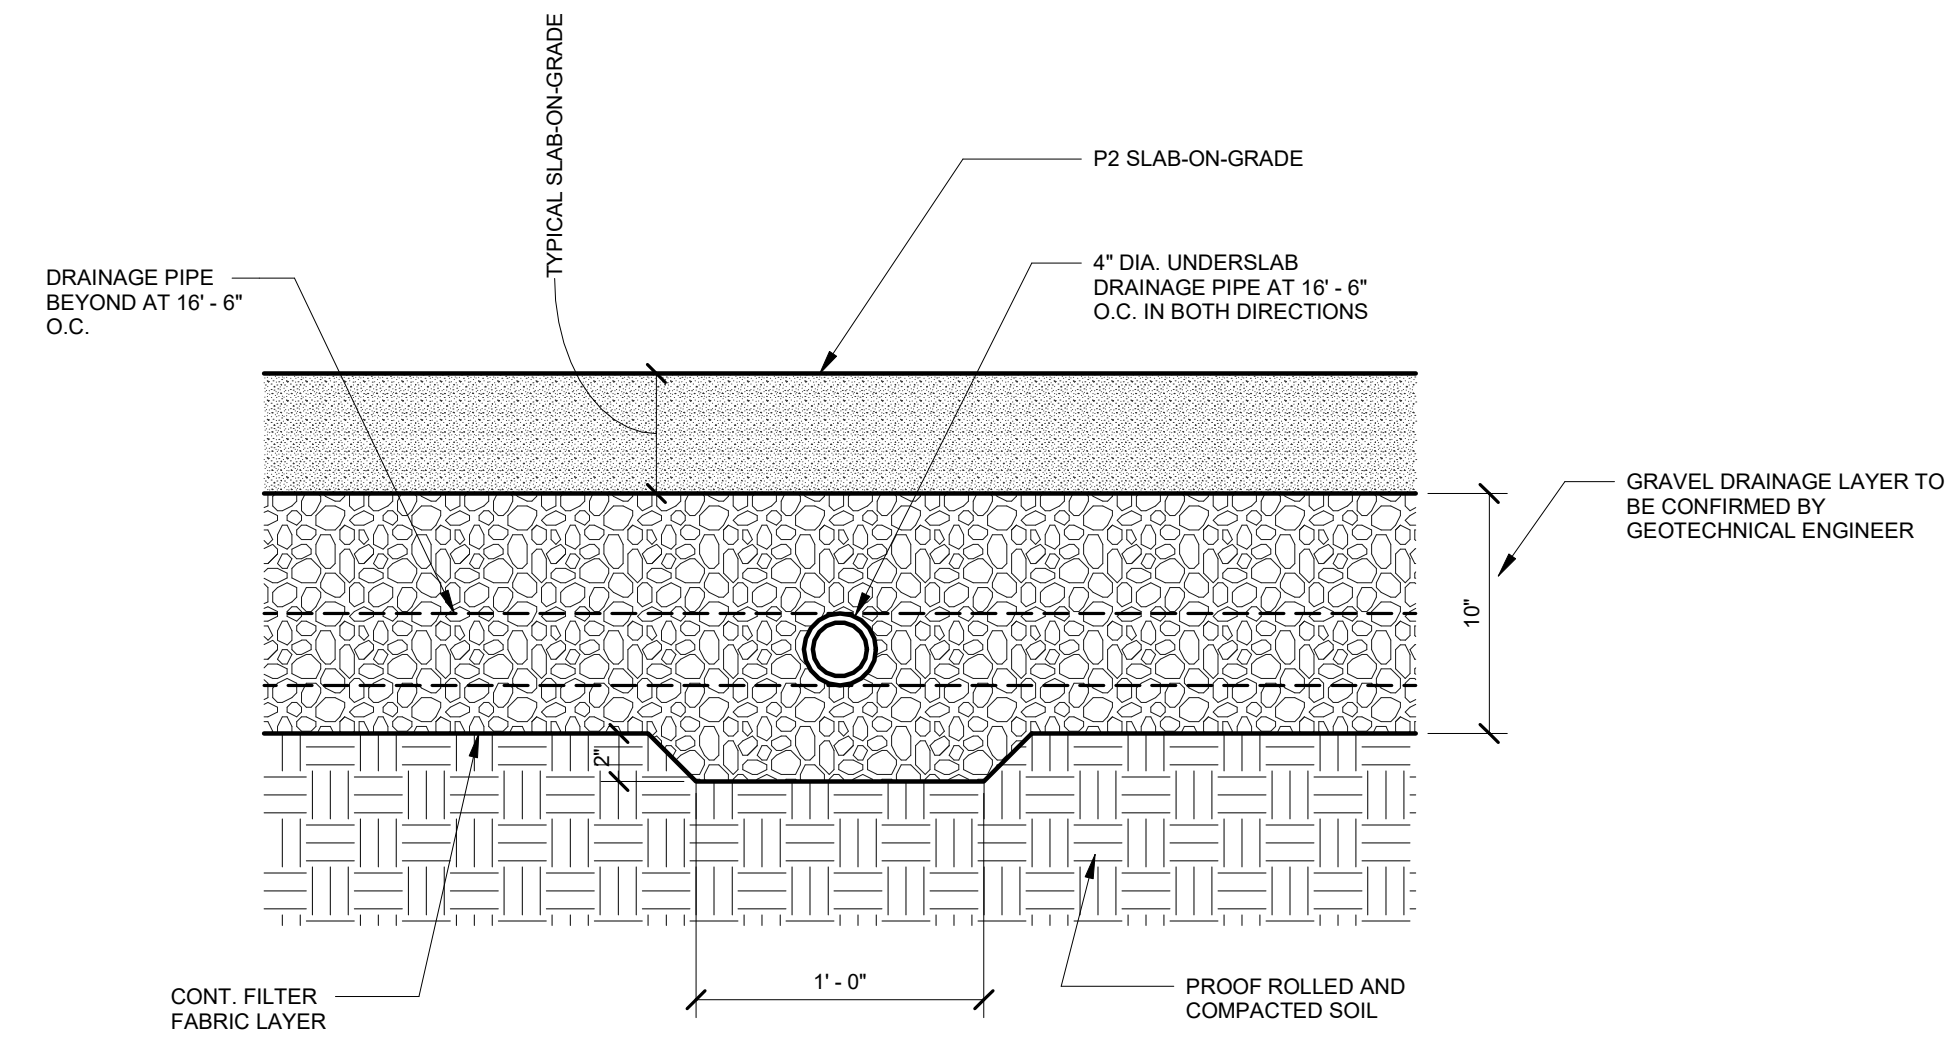 TYPICAL SLAB-ON-GRADE
P2 SLAB-ON-GRADE
DRAINAGE PIPE
BEYOND AT 16' - 6"
O.C.
4" DIA. UNDERSLAB
DRAINAGE PIPE AT 16' - 6"
O.C. IN BOTH DIRECTIONS
GRAVEL DRAINAGE LAYER TO
BE CONFIRMED BY
GEOTECHNICAL ENGINEER
10"
2"
1' - 0"
CONT. FILTER
FABRIC LAYER
PROOF ROLLED AND
COMPACTED SOIL